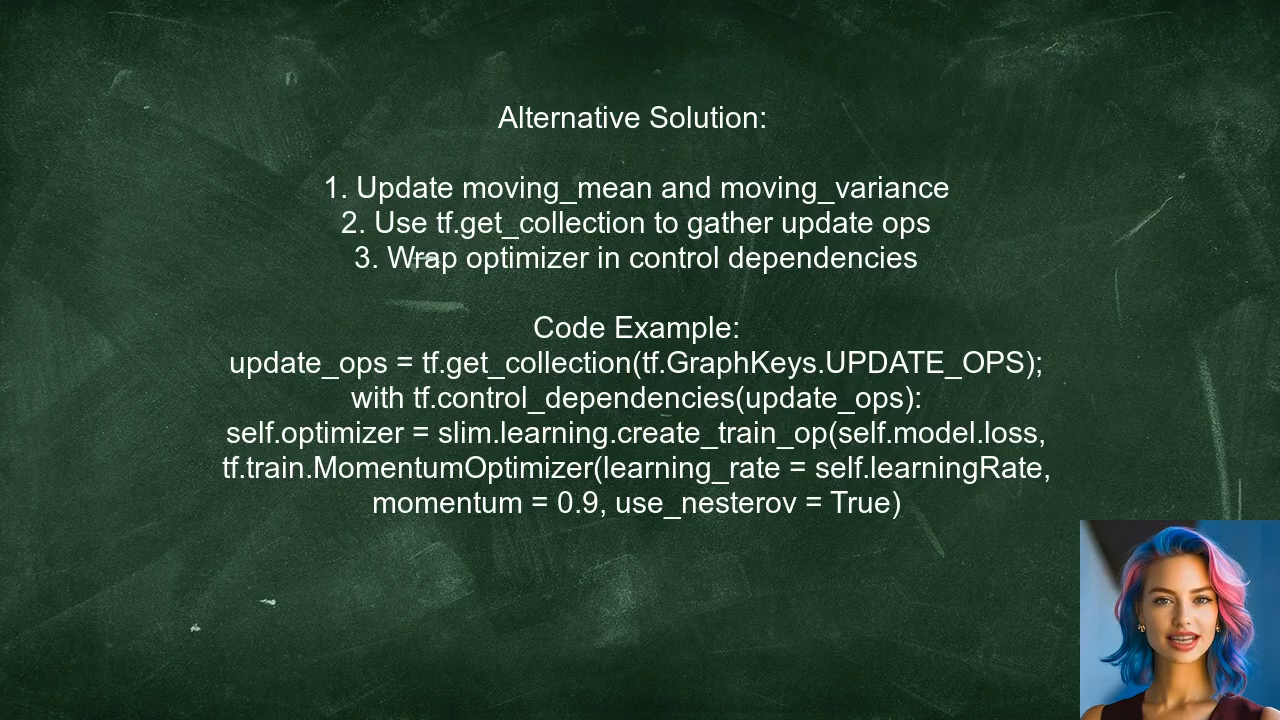 Alternative Solution:
1. Update moving_mean and moving_variance
2. Use tf.get_collection to gather update ops
3. Wrap optimizer in control dependencies
Code Example:
update_ops = tf.get_collection(tf.GraphKeys.UPDATE_OPS);
with tf.control_dependencies(update_ops):
self.optimizer = slim.learning.create_train_op(self.model.loss,
tf.train.MomentumOptimizer(learning_rate = self.learningRate,
momentum = 0.9, use_nesterov = True)